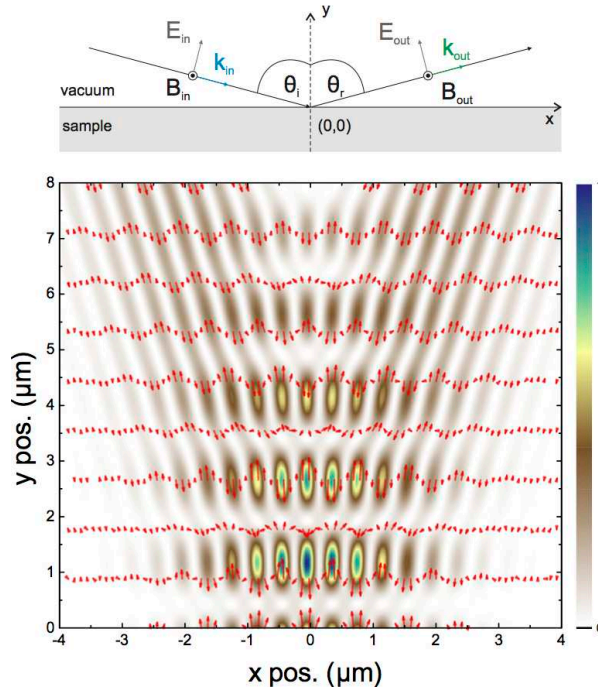 y
E_in E_out
k_in k_out
θ_i θ_r
vacuum B_in B_out
x
sample (0,0)
8
7
6
5
4
3
2
1
0
y pos. (μm)
-4 -3 -2 -1 0 1 2 3 4
x pos. (μm)